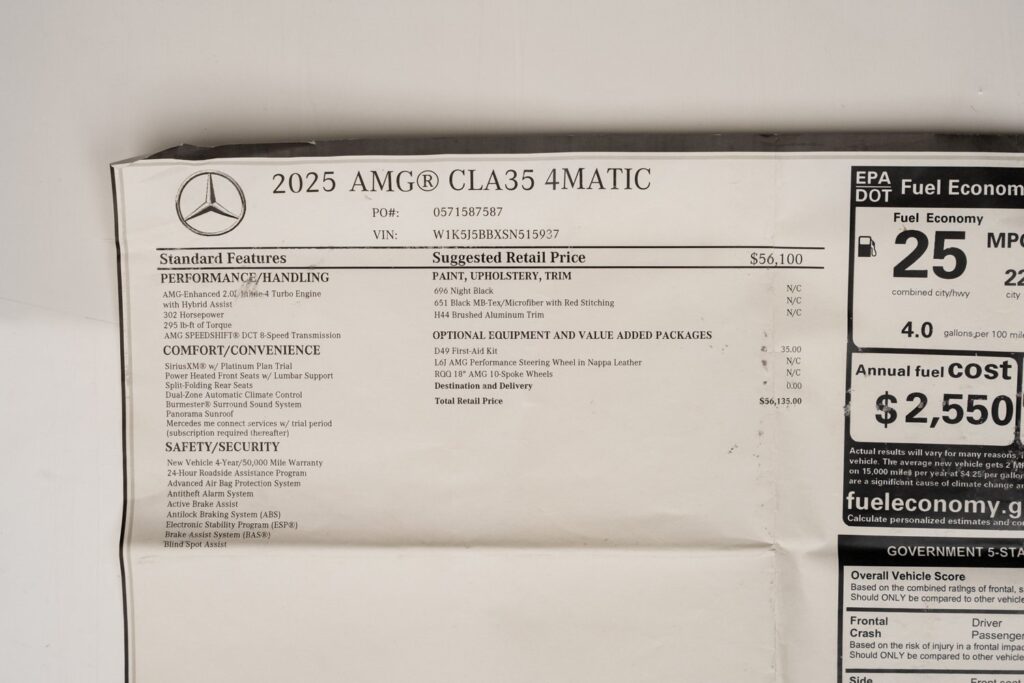 2025 AMG® CLA35 4MATIC
PO#: 0571587587
VIN: W1K5J5BBXSN515937
Standard Features
PERFORMANCE/HANDLING
AMG-Enhanced 2.0L Inline-4 Turbo Engine
with Hybrid Assist
302 Horsepower
295 lb-ft of Torque
AMG SPEEDSHIFT® DCT 8-Speed Transmission
COMFORT/CONVENIENCE
SiriusXM® w/ Platinum Plan Trial
Power Heated Front Seats w/ Lumbar Support
Split-Folding Rear Seats
Dual-Zone Automatic Climate Control
Burmester® Surround Sound System
Panorama Sunroof
Mercedes me connect services w/ trial period
(subscription required thereafter)
SAFETY/SECURITY
New Vehicle 4-Year/50,000 Mile Warranty
24-Hour Roadside Assistance Program
Advanced Air Bag Protection System
Antitheft Alarm System
Active Brake Assist
Antilock Braking System (ABS)
Electronic Stability Program (ESP®)
Brake Assist System (BAS®)
Blind Spot Assist
Suggested Retail Price $56,100
PAINT, UPHOLSTERY, TRIM
696 Night Black N/C
651 Black MB-Tex/Microfiber with Red Stitching N/C
H44 Brushed Aluminum Trim N/C
OPTIONAL EQUIPMENT AND VALUE ADDED PACKAGES
D49 First-Aid Kit 35.00
L6J AMG Performance Steering Wheel in Nappa Leather N/C
RQQ 18" AMG 10-Spoke Wheels N/C
Destination and Delivery 0.00
Total Retail Price $56,135.00
EPA
DOT Fuel Econom
Fuel Economy
25 MPG
22
combined city/hwy city
4.0 gallons per 100 mile
Annual fuel cost
$2,550
Actual results will vary for many reasons,
vehicle. The average new vehicle gets 2 MP
on 15,000 miles per year at $4.25 per gallon
are a significant cause of climate change an
fueleconomy.g
Calculate personalized estimates and co
GOVERNMENT 5-STA
Overall Vehicle Score
Based on the combined ratings of frontal, s
Should ONLY be compared to other vehicle
Frontal Driver
Crash Passenger
Based on the risk of injury in a frontal impac
Should ONLY be compared to other vehicle
Side Front seat